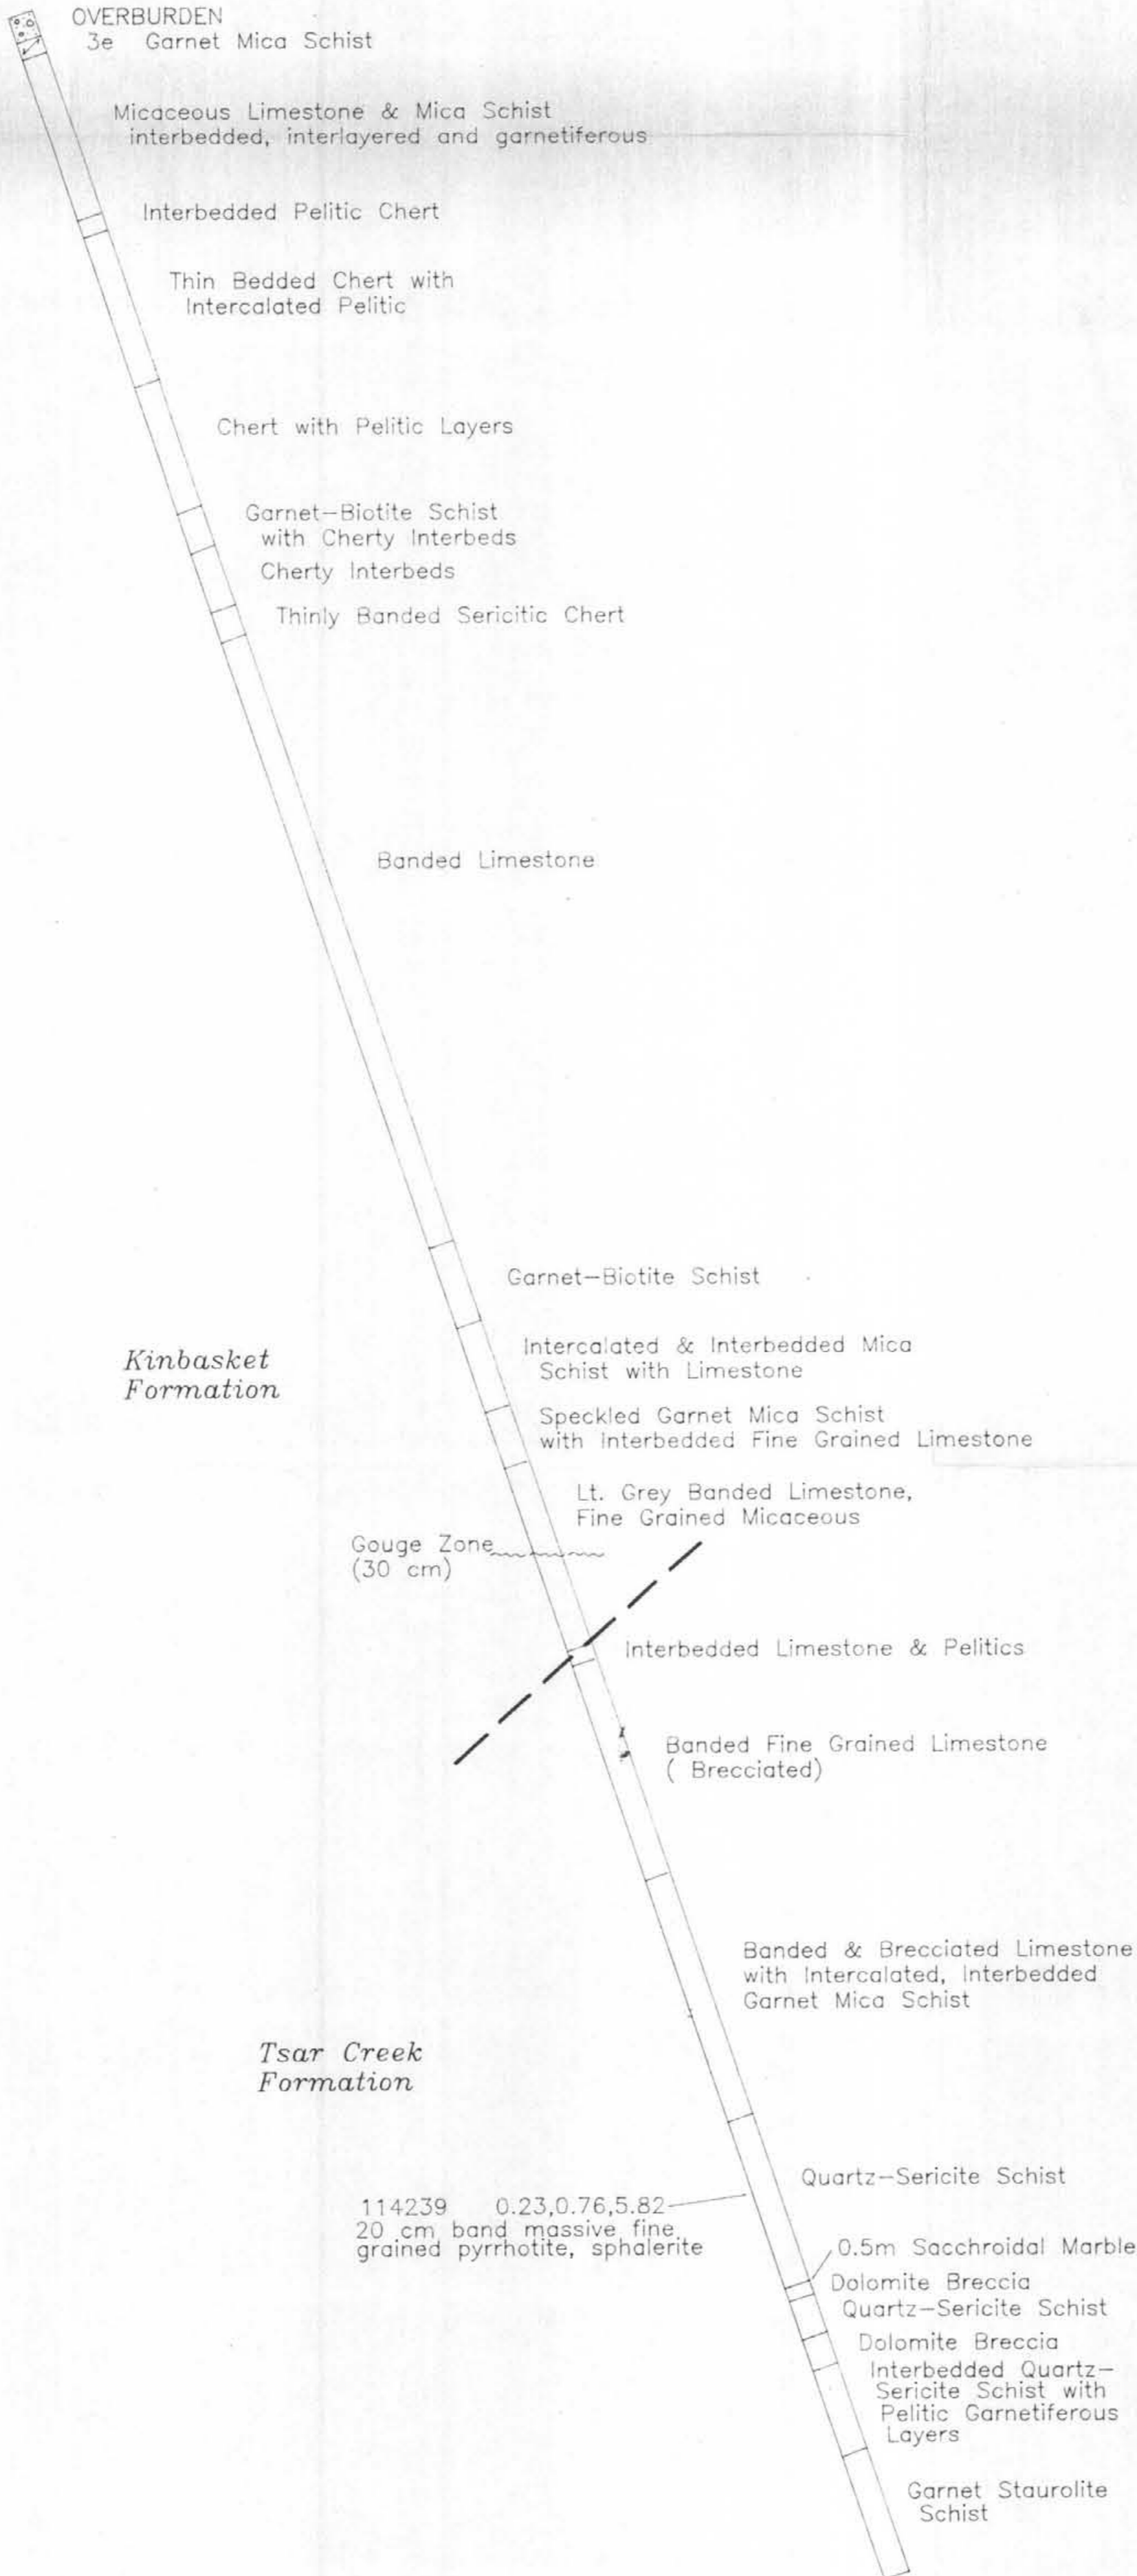 OVERBURDEN
3e Garnet Mica Schist
Micaceous Limestone & Mica Schist
interbedded, interlayered and garnetiferous
Interbedded Pelitic Chert
Thin Bedded Chert with
Intercalated Pelitic
Chert with Pelitic Layers
Garnet-Biotite Schist
with Cherty Interbeds
Cherty Interbeds
Thinly Banded Sericitic Chert
Banded Limestone
Garnet-Biotite Schist
Kinbasket
Formation
Intercalated & Interbedded Mica
Schist with Limestone
Speckled Garnet Mica Schist
with Interbedded Fine Grained Limestone
Lt. Grey Banded Limestone,
Fine Grained Micaceous
Gouge Zone
(30 cm)
Interbedded Limestone & Pelitics
Banded Fine Grained Limestone
( Brecciated)
Banded & Brecciated Limestone
with Intercalated, Interbedded
Garnet Mica Schist
Tsar Creek
Formation
Quartz-Sericite Schist
114239 0.23,0.76,5.82
20 cm band massive fine
grained pyrrhotite, sphalerite
0.5m Sacchroidal Marble
Dolomite Breccia
Quartz-Sericite Schist
Dolomite Breccia
Interbedded Quartz-
Sericite Schist with
Pelitic Garnetiferous
Layers
Garnet Staurolite
Schist